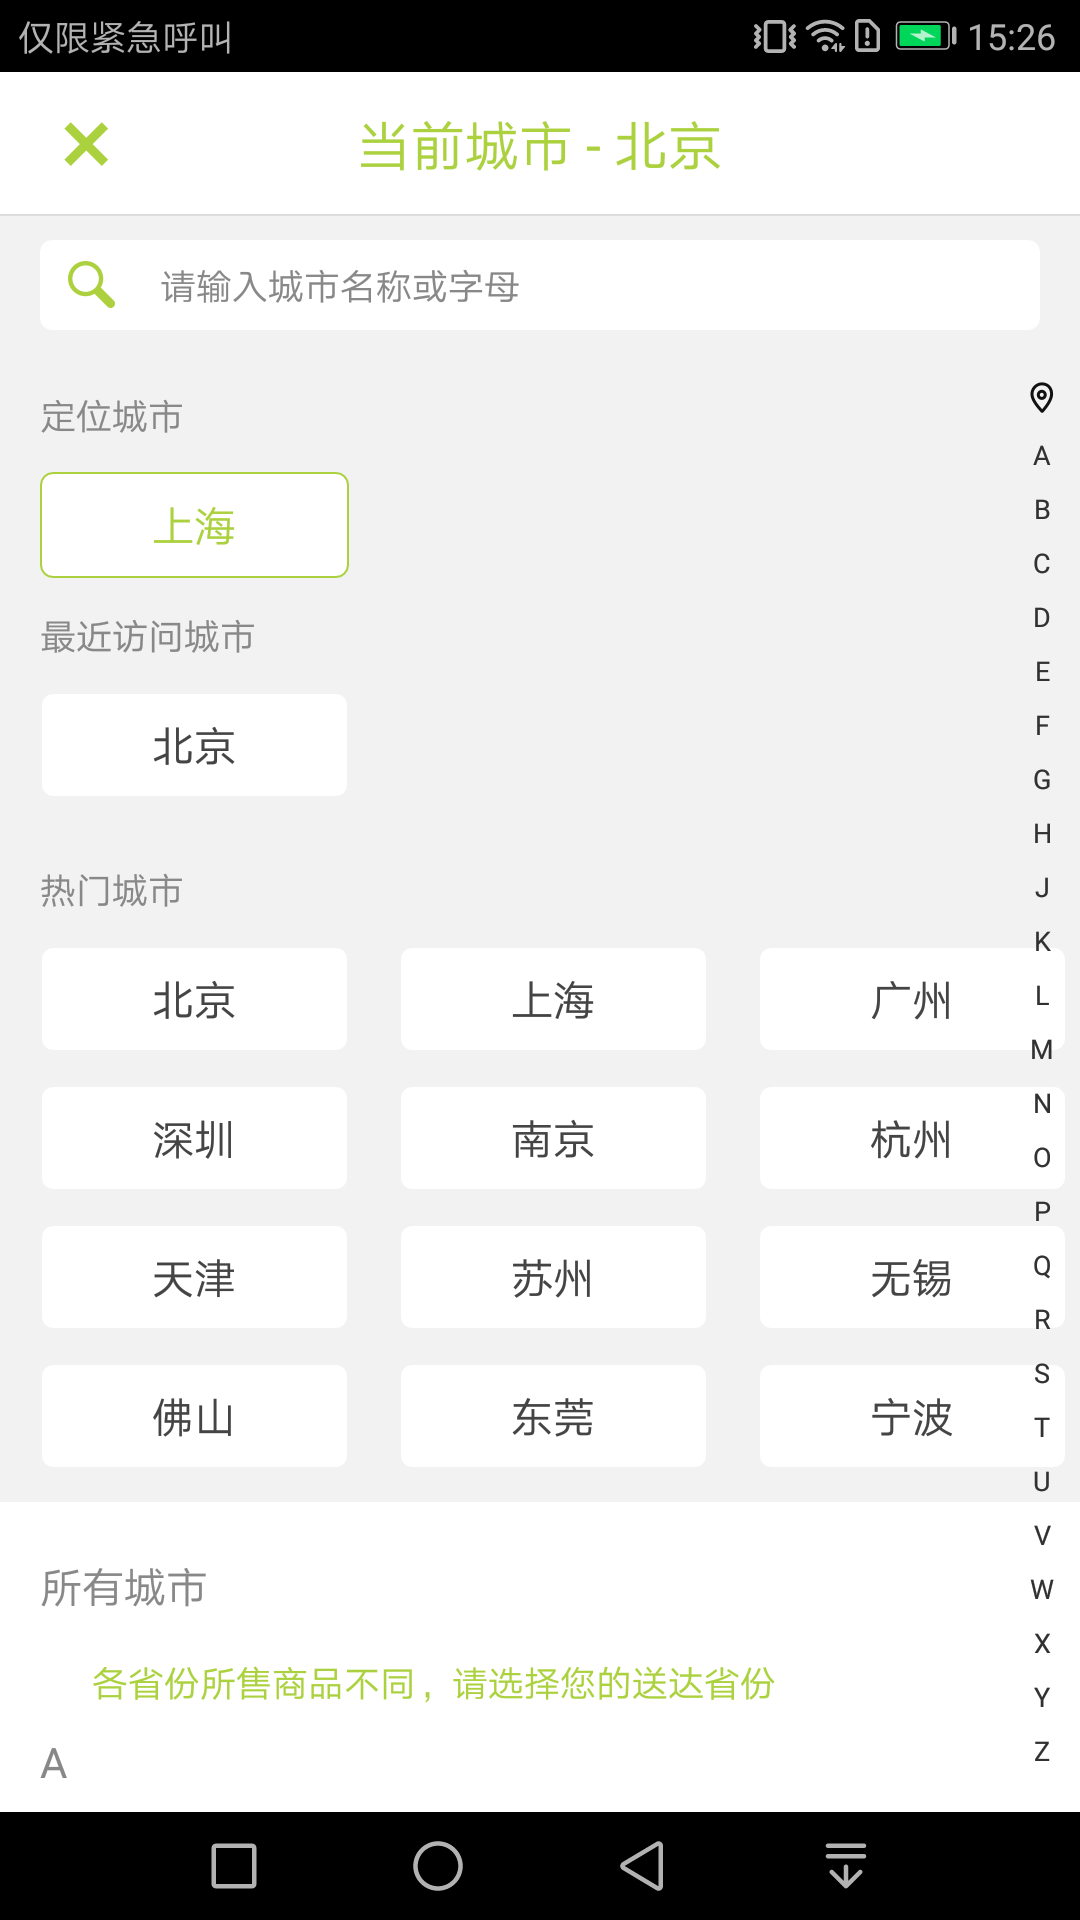 仅限紧急呼叫 15:26
当前城市 - 北京
请输入城市名称或字母
定位城市
上海
最近访问城市
北京
热门城市
北京 上海 广州
深圳 南京 杭州
天津 苏州 无锡
佛山 东莞 宁波
所有城市
各省份所售商品不同，请选择您的送达省份
A
A
B
C
D
E
F
G
H
J
K
L
M
N
O
P
Q
R
S
T
U
V
W
X
Y
Z